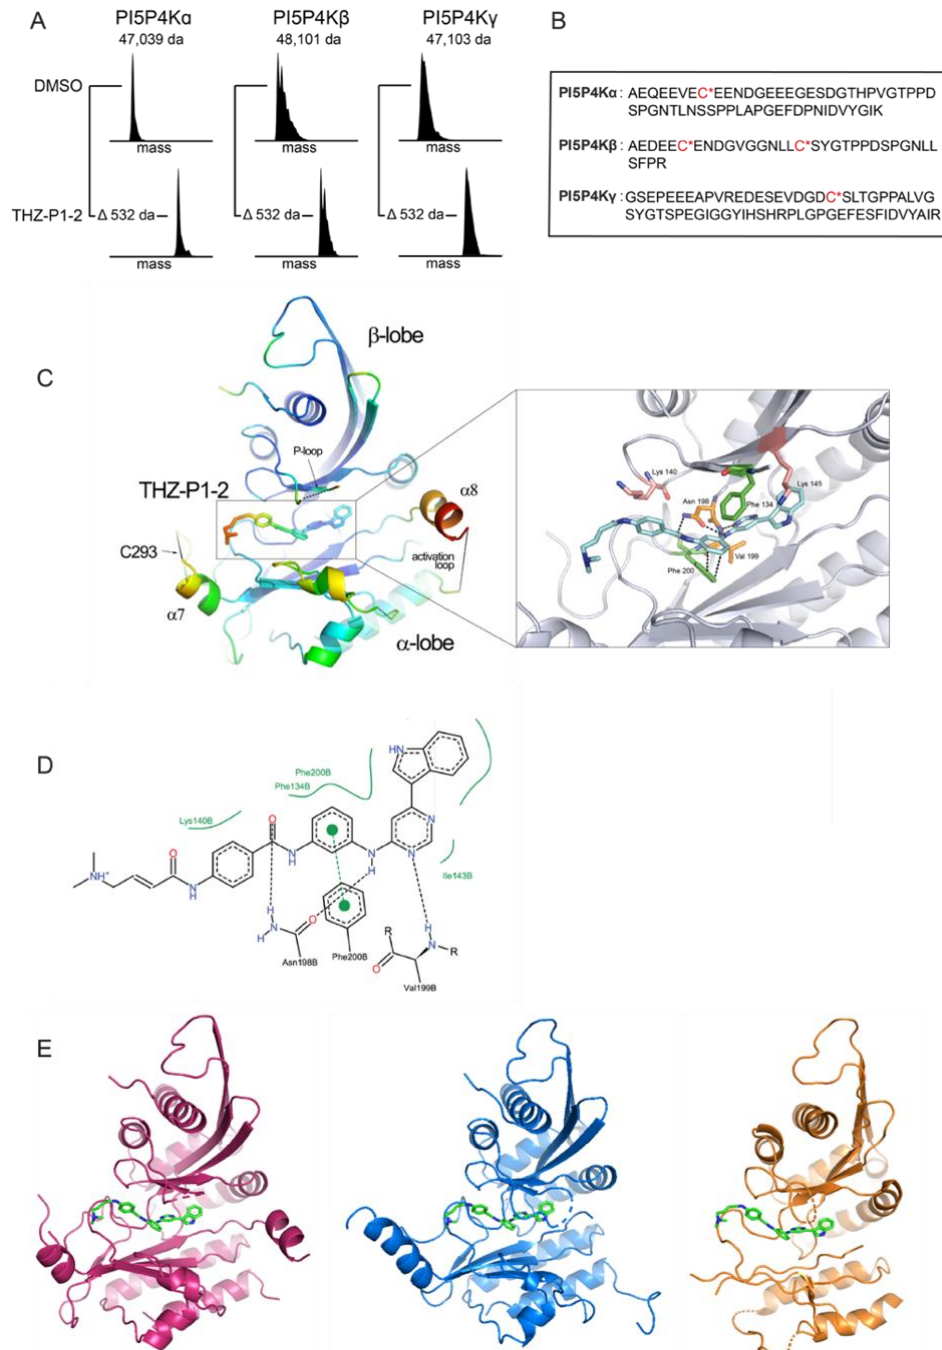 A
PI5P4Kα PI5P4Kβ PI5P4Kγ
47,039 da 48,101 da 47,103 da
DMSO
mass mass mass
THZ-P1-2 Δ 532 da Δ 532 da Δ 532 da
mass mass mass
B
PI5P4Kα: AEQEEVEC*EENDGEEEGESDGTHPVGTPPD
SPGNTLNSSPPLAPGEFDPNIDVYGIK
PI5P4Kβ: AEDEEC*ENDGVGGNLLC*SYGTPPDSPGNLL
SFPR
PI5P4Kγ: GSEPEEEAPVREDESEVDGDC*SLTGPPALVG
SYGTSPEGIGGYIHSHRPLGPGEFESFIDVYAIR
C
β-lobe
P-loop
THZ-P1-2
α8
C293
activation
loop
α7
α-lobe
Lys 140
Asn 198
Phe 134
Lys 145
Val 199
Phe 200
D
HN
Phe200B
Phe134B
Lys140B
O
O
N
N
NH⁺
N
H
N
H
N
H
Ile143B
H
H
N
O
Asn198B
Phe200B
R
H
N
R
O
Val199B
E